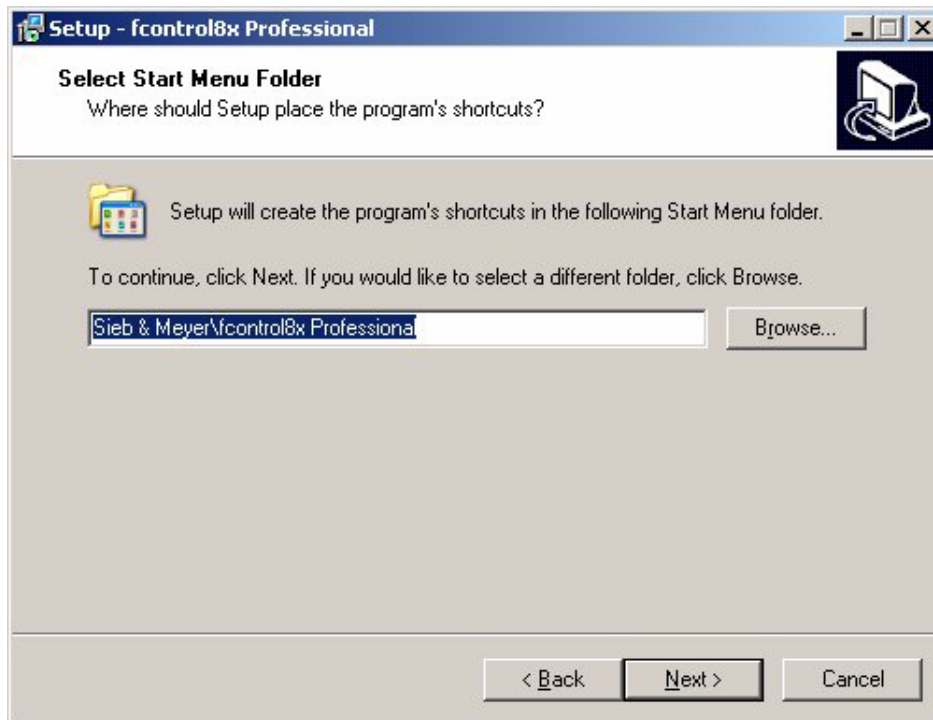 Setup - fcontrol8x Professional
Select Start Menu Folder
Where should Setup place the program's shortcuts?
Setup will create the program's shortcuts in the following Start Menu folder.
To continue, click Next. If you would like to select a different folder, click Browse.
Sieb & Meyer\fcontrol8x Professional
Browse...
< Back
Next >
Cancel